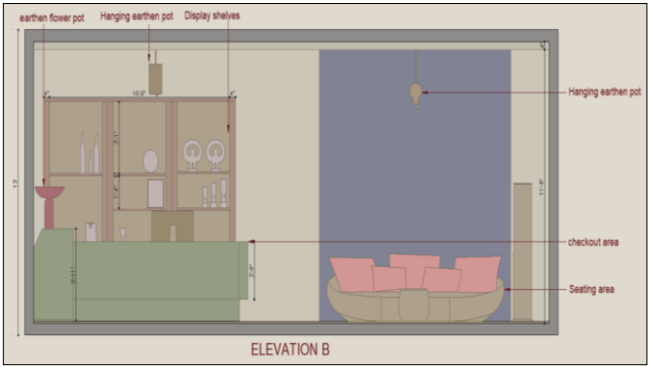 earthen flower pot
Hanging earthen pot
Display shelves
Hanging earthen pot
checkout area
Seating area
ELEVATION B